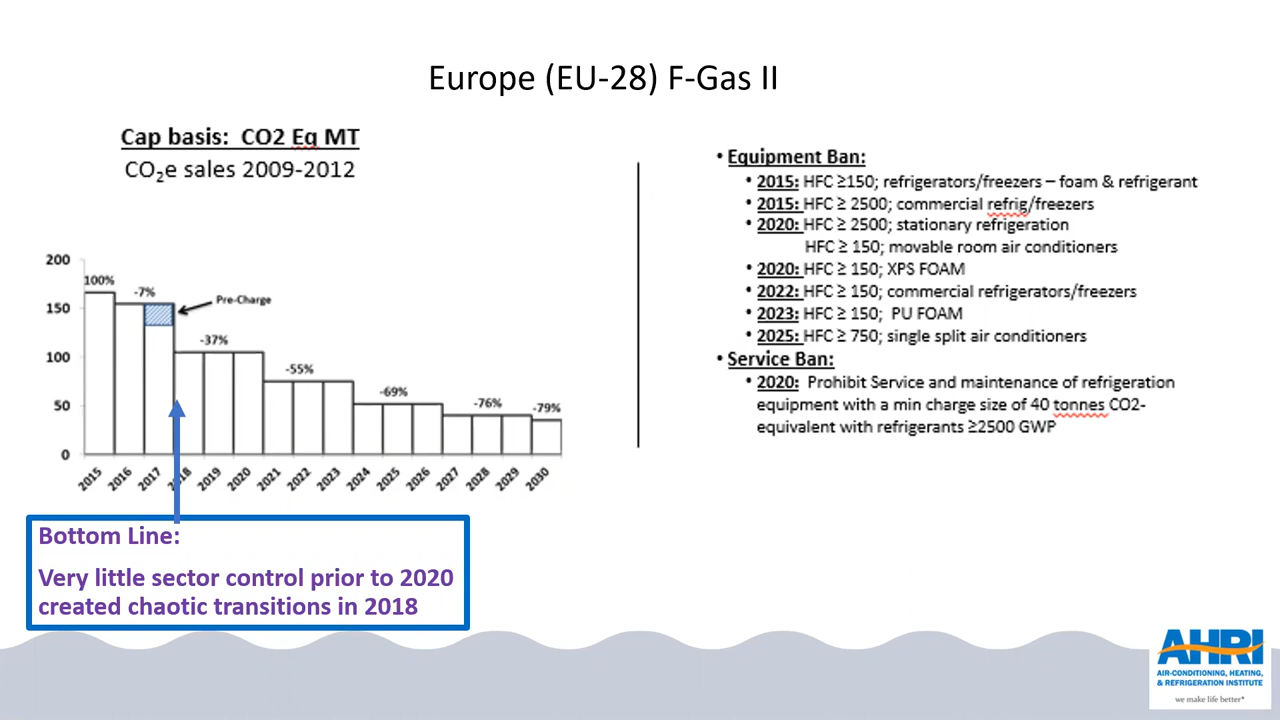 Europe (EU-28) F-Gas II
Cap basis: CO2 Eq MT
CO₂e sales 2009-2012
200
150
100
50
0
100%
-7%
Pre-Charge
-37%
-55%
-69%
-76%
-79%
2015
2016
2017
2018
2019
2020
2021
2022
2023
2024
2025
2026
2027
2028
2029
2030
Bottom Line:
Very little sector control prior to 2020
created chaotic transitions in 2018
• Equipment Ban:
• 2015: HFC ≥150; refrigerators/freezers – foam & refrigerant
• 2015: HFC ≥ 2500; commercial refrig/freezers
• 2020: HFC ≥ 2500; stationary refrigeration
HFC ≥ 150; movable room air conditioners
• 2020: HFC ≥ 150; XPS FOAM
• 2022: HFC ≥ 150; commercial refrigerators/freezers
• 2023: HFC ≥ 150; PU FOAM
• 2025: HFC ≥ 750; single split air conditioners
• Service Ban:
• 2020: Prohibit Service and maintenance of refrigeration
equipment with a min charge size of 40 tonnes CO2-
equivalent with refrigerants ≥2500 GWP
AHRI
AIR-CONDITIONING, HEATING,
& REFRIGERATION INSTITUTE
we make life better*